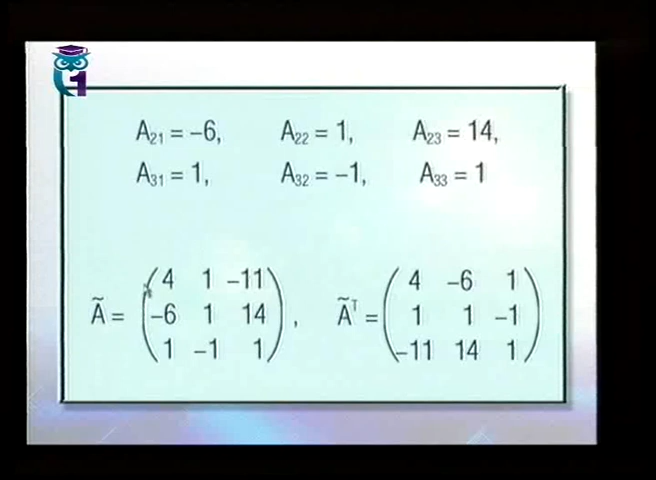 1
A₂₁ = −6, A₂₂ = 1, A₂₃ = 14,
A₃₁ = 1, A₃₂ = −1, A₃₃ = 1
Ã = ( 4 1 −11
−6 1 14
1 −1 1 ) , Ãᵀ = ( 4 −6 1
1 1 −1
−11 14 1 )